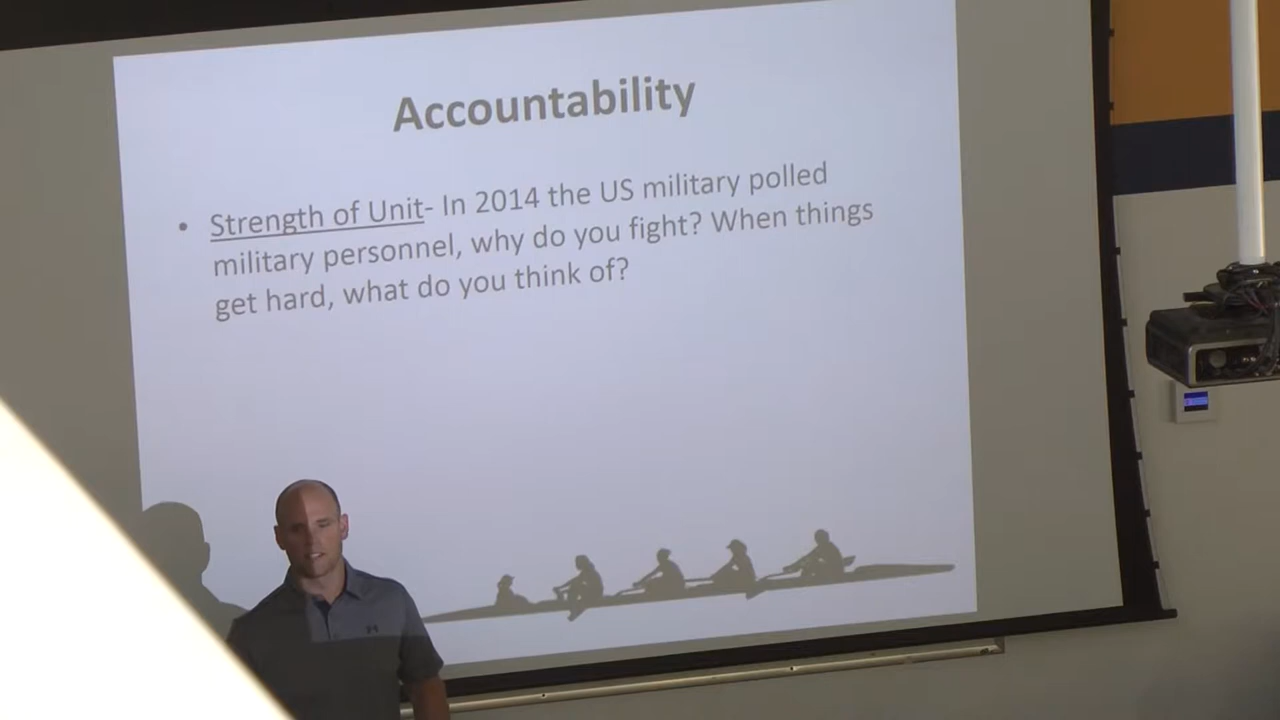 Accountability
• Strength of Unit- In 2014 the US military polled
military personnel, why do you fight? When things
get hard, what do you think of?